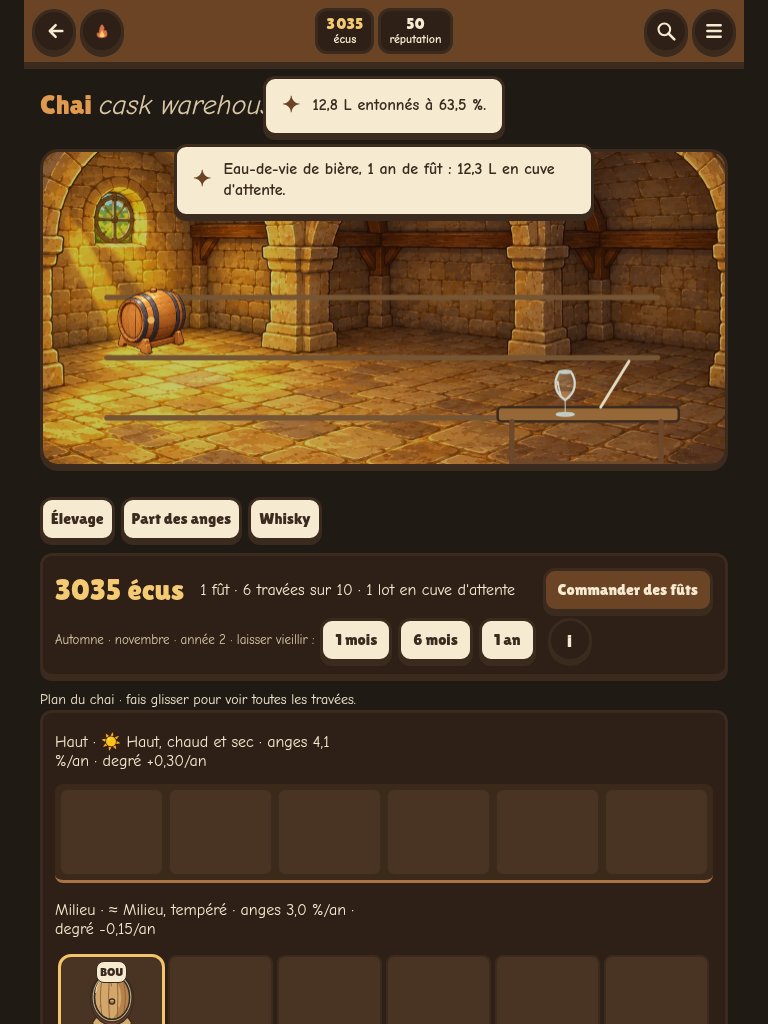 3 035
écus
50
réputation
Chai cask warehous
12,8 L entonnés à 63,5 %.
Eau-de-vie de bière, 1 an de fût : 12,3 L en cuve
d'attente.
Élevage
Part des anges
Whisky
3035 écus
1 fût · 6 travées sur 10 · 1 lot en cuve d'attente
Commander des fûts
Automne · novembre · année 2 · laisser vieillir :
1 mois
6 mois
1 an
i
Plan du chai · fais glisser pour voir toutes les travées.
Haut · ☀️ Haut, chaud et sec · anges 4,1
%/an · degré +0,30/an
Milieu · ≈ Milieu, tempéré · anges 3,0 %/an ·
degré -0,15/an
BOU